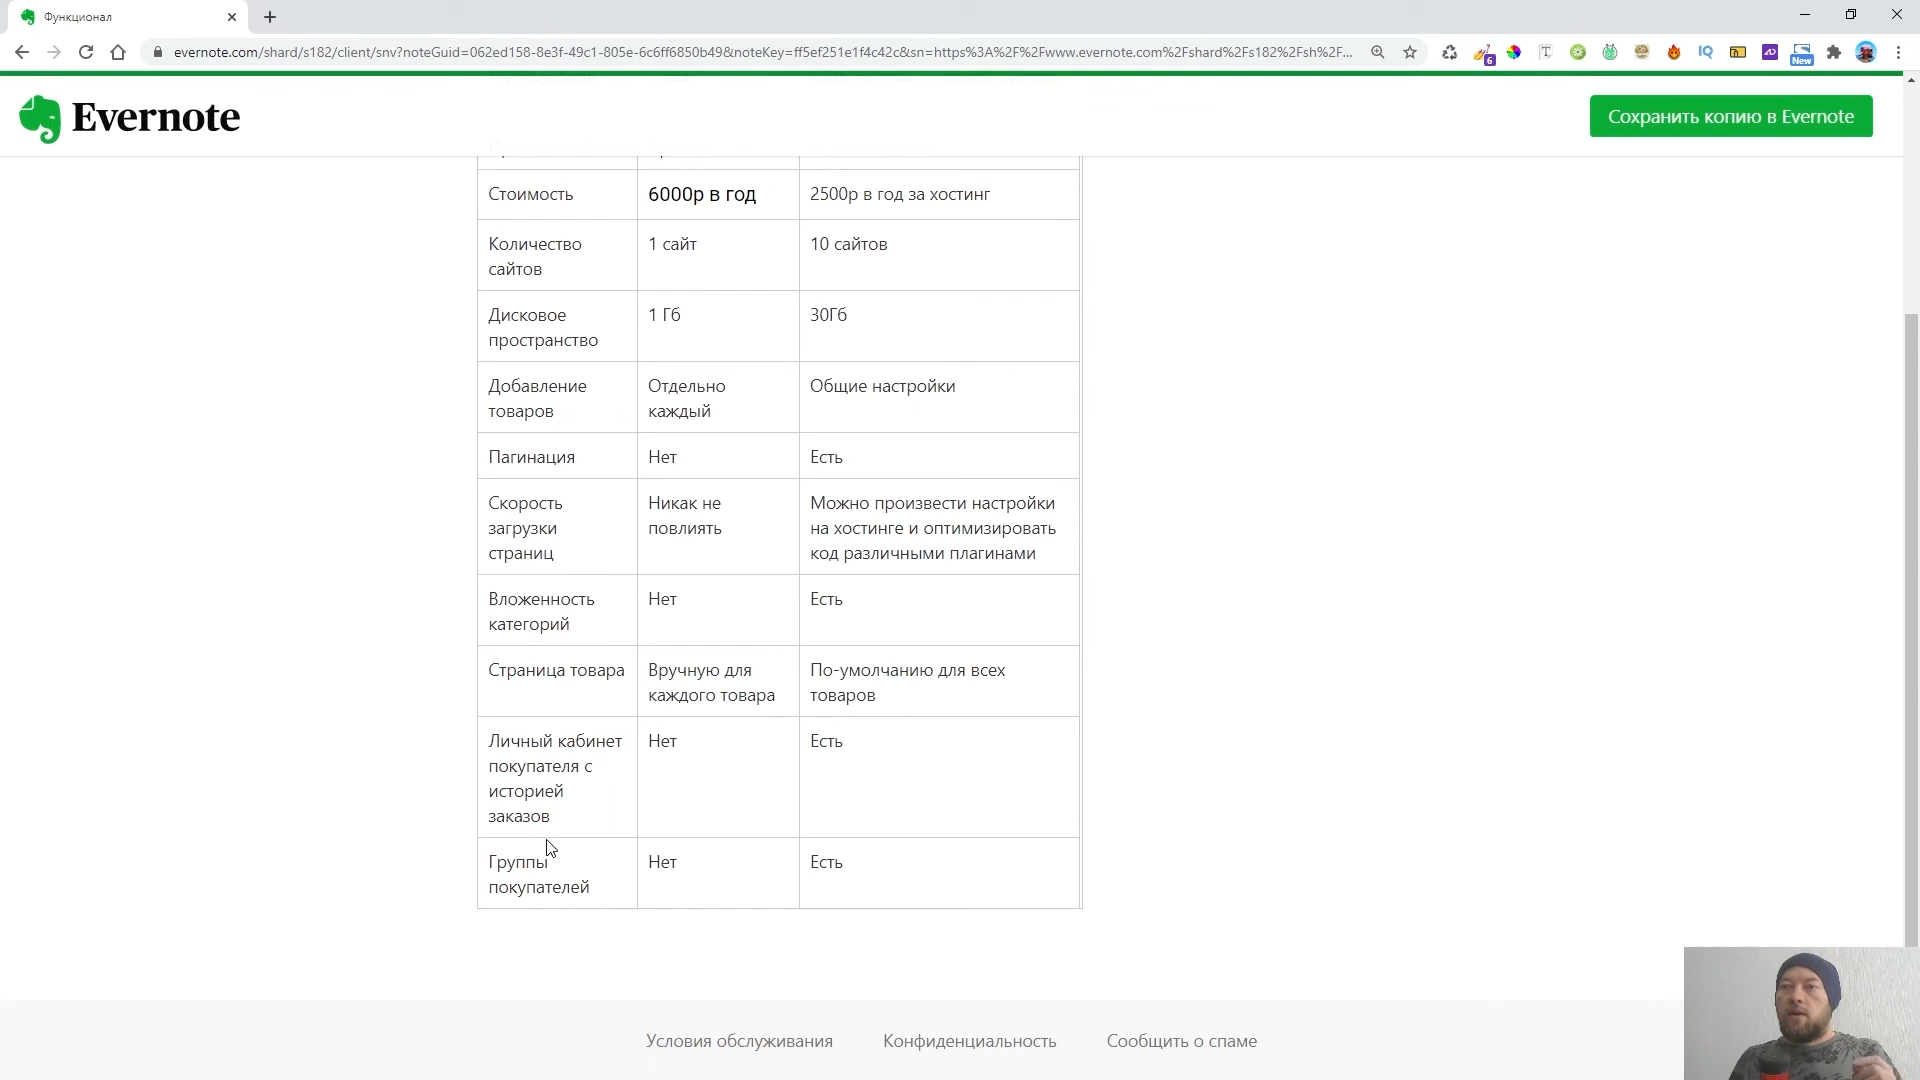 Функционал
evernote.com/shard/s182/client/snv?noteGuid=062ed158-8e3f-49c1-805e-6c6ff6850b49&noteKey=ff5ef251e1f4c42c&sn=https%3A%2F%2Fwww.evernote.com%2Fshard%2Fs182%2Fsh%2F...
6
New
Evernote
Сохранить копию в Evernote
Стоимость
6000р в год
2500р в год за хостинг
Количество
сайтов
1 сайт
10 сайтов
Дисковое
пространство
1 Гб
30Гб
Добавление
товаров
Отдельно
каждый
Общие настройки
Пагинация
Нет
Есть
Скорость
загрузки
страниц
Никак не
повлиять
Можно произвести настройки
на хостинге и оптимизировать
код различными плагинами
Вложенность
категорий
Нет
Есть
Страница товара
Вручную для
каждого товара
По-умолчанию для всех
товаров
Личный кабинет
покупателя с
историей
заказов
Нет
Есть
Группы
покупателей
Нет
Есть
Условия обслуживания
Конфиденциальность
Сообщить о спаме